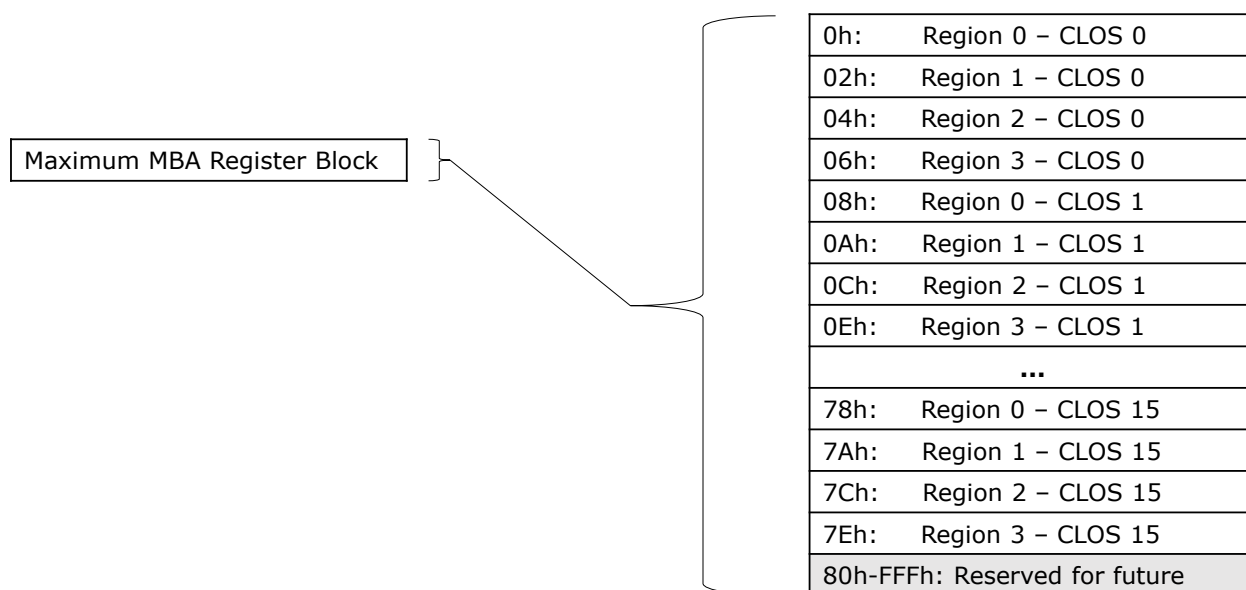 Maximum MBA Register Block
0h: Region 0 – CLOS 0
02h: Region 1 – CLOS 0
04h: Region 2 – CLOS 0
06h: Region 3 – CLOS 0
08h: Region 0 – CLOS 1
0Ah: Region 1 – CLOS 1
0Ch: Region 2 – CLOS 1
0Eh: Region 3 – CLOS 1
...
78h: Region 0 – CLOS 15
7Ah: Region 1 – CLOS 15
7Ch: Region 2 – CLOS 15
7Eh: Region 3 – CLOS 15
80h-FFFh: Reserved for future